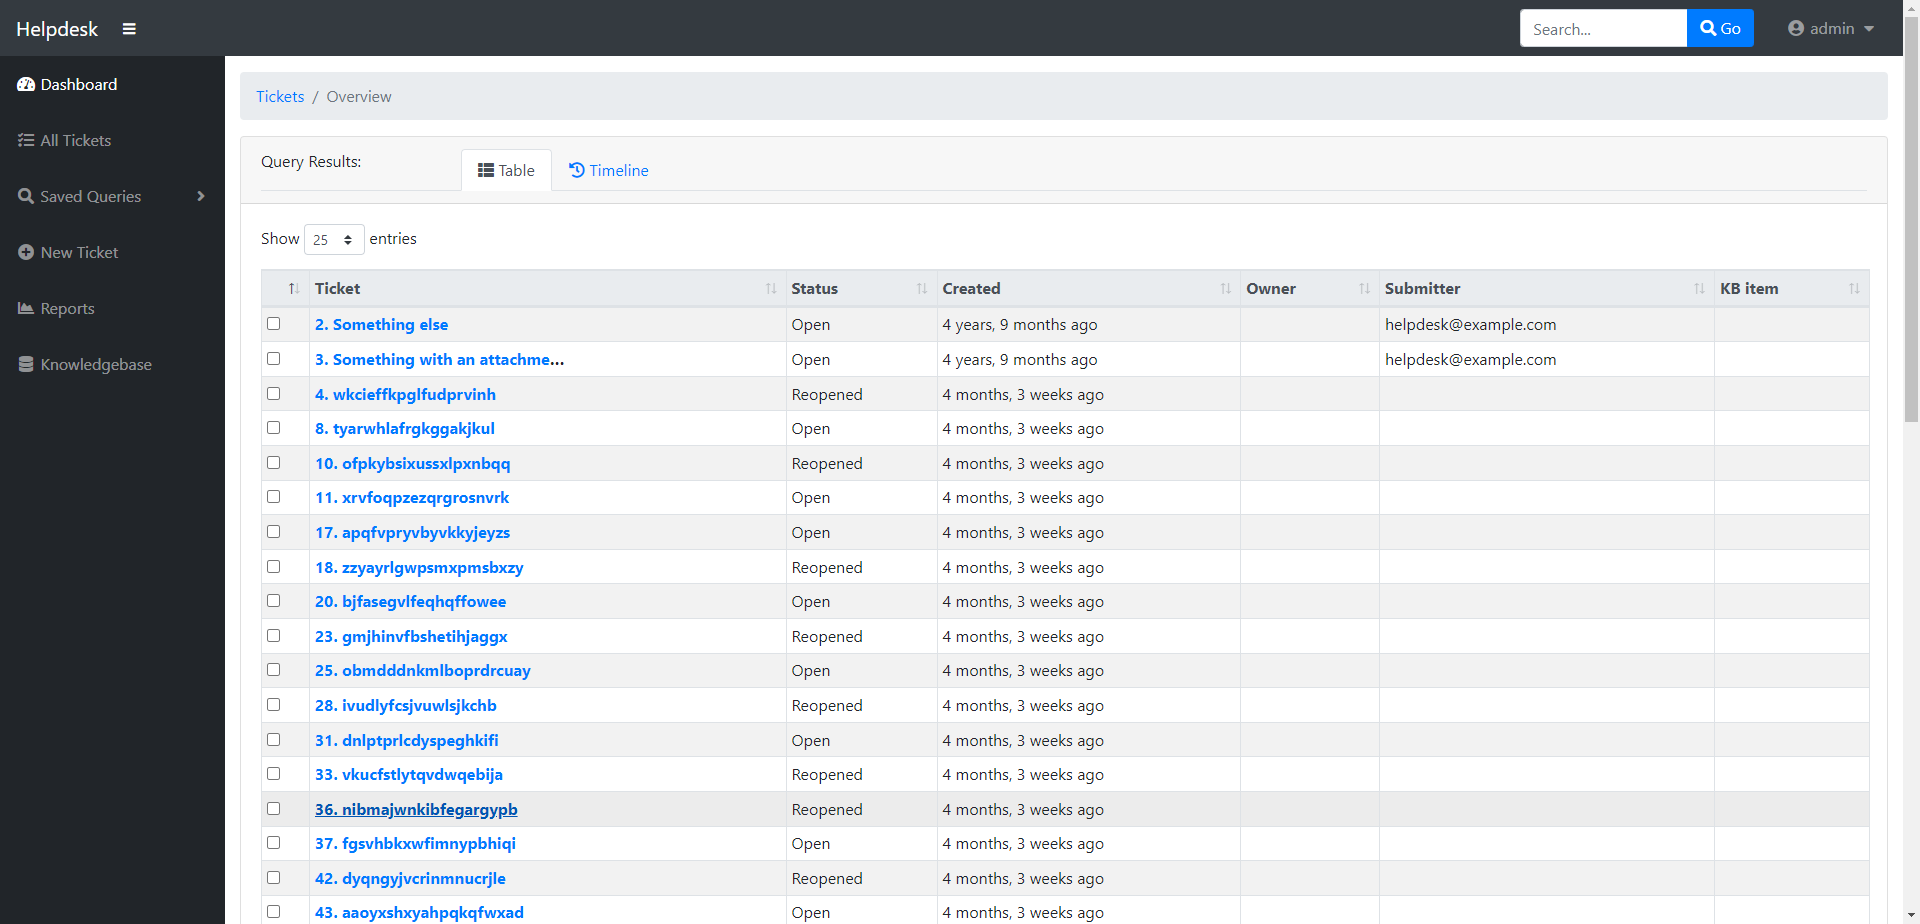 Helpdesk
Search...
Go
admin
Dashboard
All Tickets
Saved Queries
New Ticket
Reports
Knowledgebase
Tickets / Overview
Query Results:
Table
Timeline
Show 25 entries
Ticket Status Created Owner Submitter KB item
2. Something else Open 4 years, 9 months ago helpdesk@example.com
3. Something with an attachme... Open 4 years, 9 months ago helpdesk@example.com
4. wkcieffkpglfudprvinh Reopened 4 months, 3 weeks ago
8. tyarwhlafrgkggakjkul Open 4 months, 3 weeks ago
10. ofpkybsixussxlpxnbqq Reopened 4 months, 3 weeks ago
11. xrvfoqpzezqrgrosnvrk Open 4 months, 3 weeks ago
17. apqfvpryvbyvkkyjeyzs Open 4 months, 3 weeks ago
18. zzyayrlgwpsmxpmsbxzy Reopened 4 months, 3 weeks ago
20. bjfasegvlfeqhqffowee Open 4 months, 3 weeks ago
23. gmjhinvfbshetihjaggx Reopened 4 months, 3 weeks ago
25. obmdddnkmlboprdrcuay Open 4 months, 3 weeks ago
28. ivudlyfcsjvuwlsjkchb Reopened 4 months, 3 weeks ago
31. dnlptprlcdyspeghkifi Open 4 months, 3 weeks ago
33. vkucfstlytqvdwqebija Reopened 4 months, 3 weeks ago
36. nibmajwnkibfegargypb Reopened 4 months, 3 weeks ago
37. fgsvhbkxwfimnypbhiqi Open 4 months, 3 weeks ago
42. dyqngyjvcrinmnucrjle Reopened 4 months, 3 weeks ago
43. aaoyxshxyahpqkqfwxad Open 4 months, 3 weeks ago